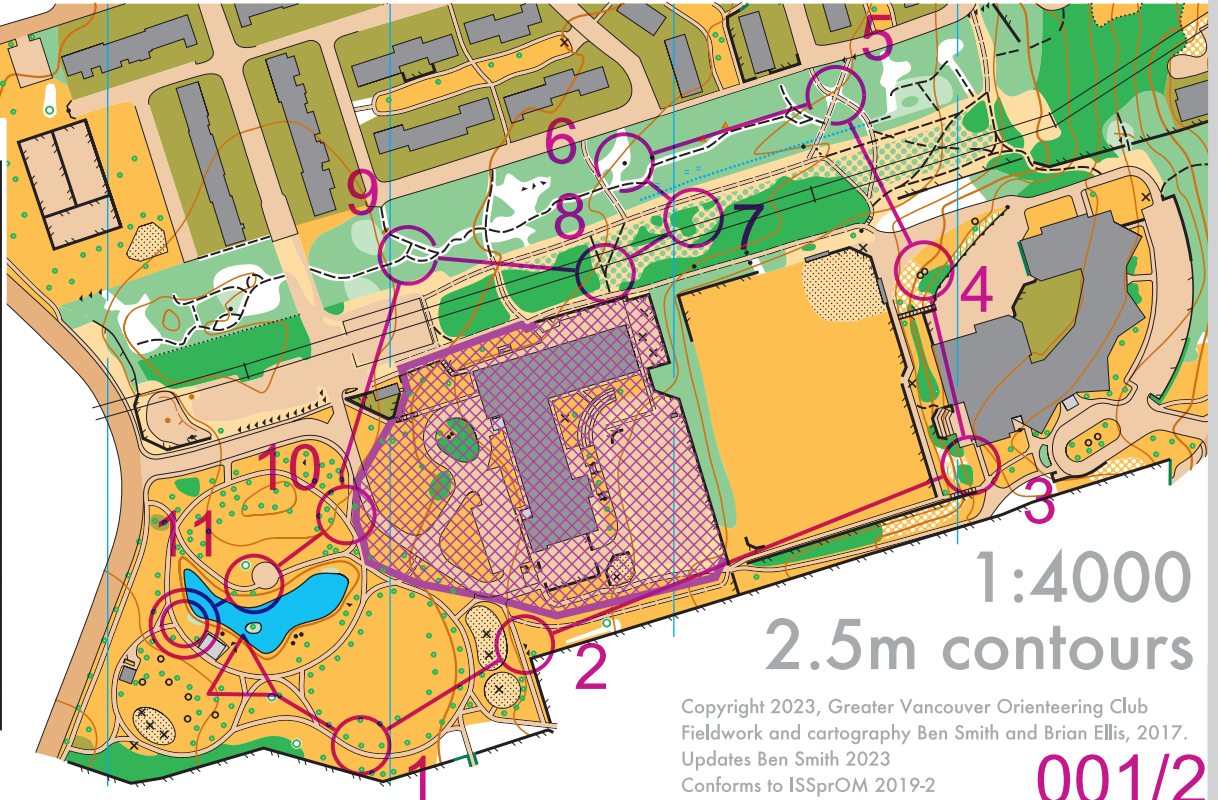 5
6
9
8
7
4
10
3
11
1:4000
2.5m contours
2
Copyright 2023, Greater Vancouver Orienteering Club
Fieldwork and cartography Ben Smith and Brian Ellis, 2017.
Updates Ben Smith 2023
Conforms to ISSprOM 2019-2
1
001/2